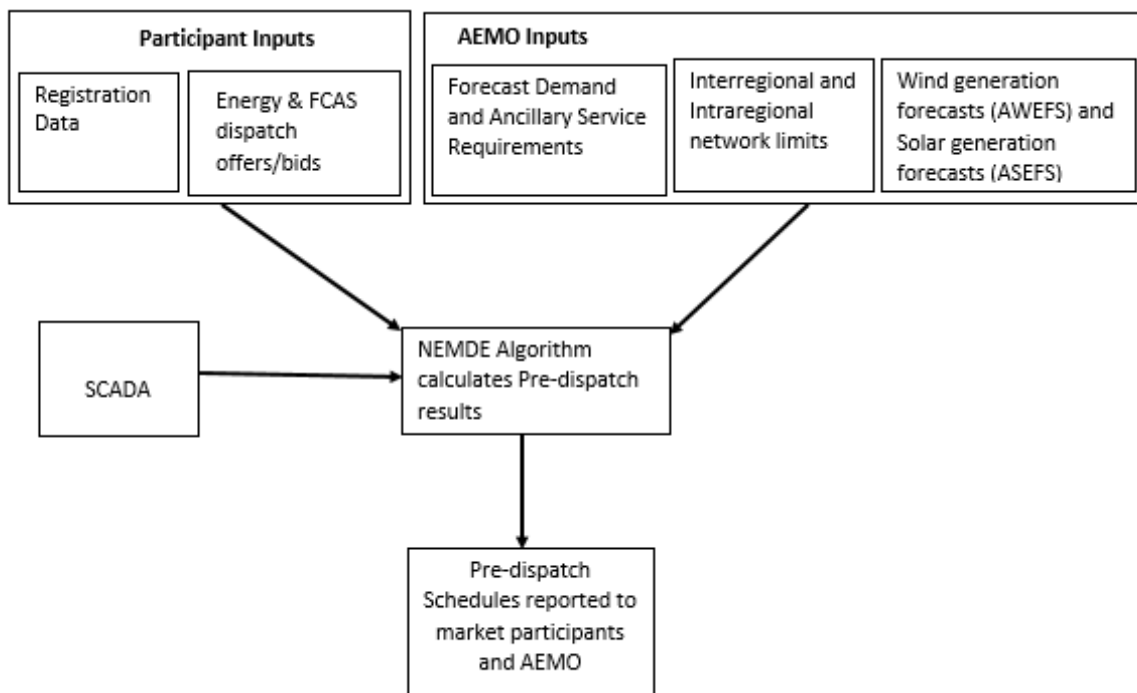 Participant Inputs
Registration
Data
Energy & FCAS
dispatch
offers/bids
AEMO Inputs
Forecast Demand
and Ancillary Service
Requirements
Interregional and
Intraregional
network limits
Wind generation
forecasts (AWEFS) and
Solar generation
forecasts (ASEFS)
SCADA
NEMDE Algorithm
calculates Pre-dispatch
results
Pre-dispatch
Schedules reported to
market participants
and AEMO